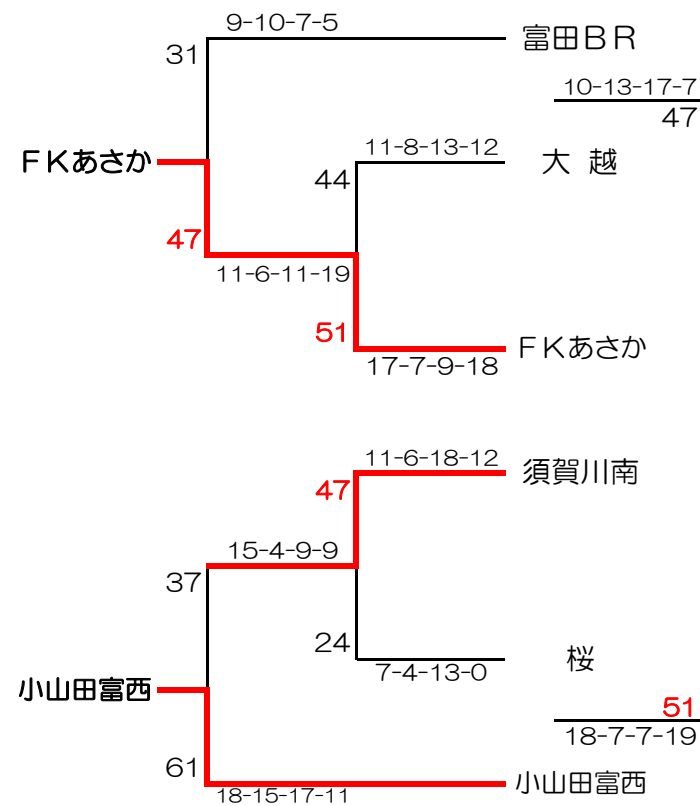 9-10-7-5
31
富田BR
10-13-17-7
47
11-8-13-12
FKあさか
44
大 越
47
11-6-11-19
51
FKあさか
17-7-9-18
11-6-18-12
47
須賀川南
15-4-9-9
37
24
桜
7-4-13-0
小山田富西
51
18-7-7-19
61
小山田富西
18-15-17-11